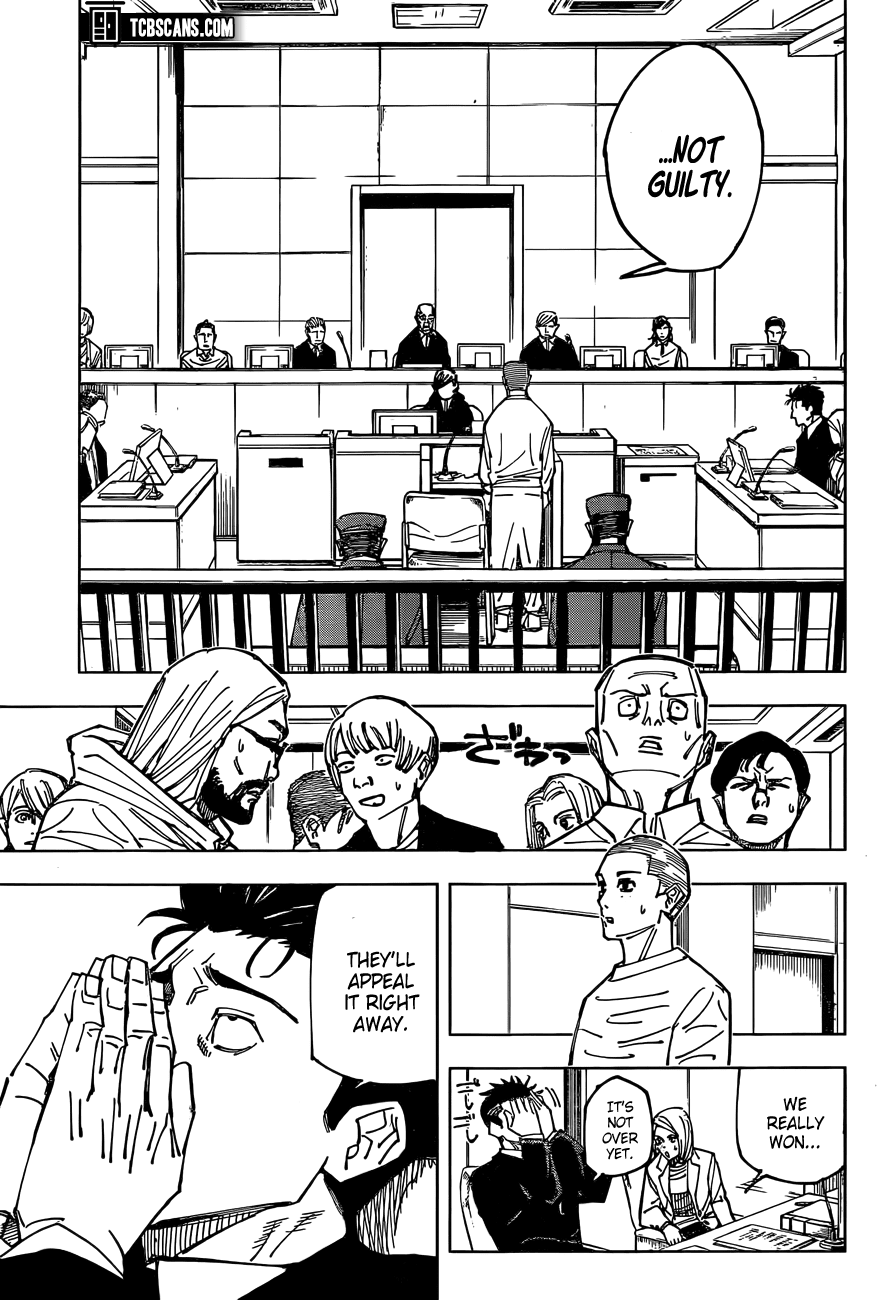 TCBSCANS.COM
...NOT
GUILTY.
ざわっ
WE
REALLY
WON...
IT'S
NOT
OVER
YET.
THEY'LL
APPEAL
IT RIGHT
AWAY.